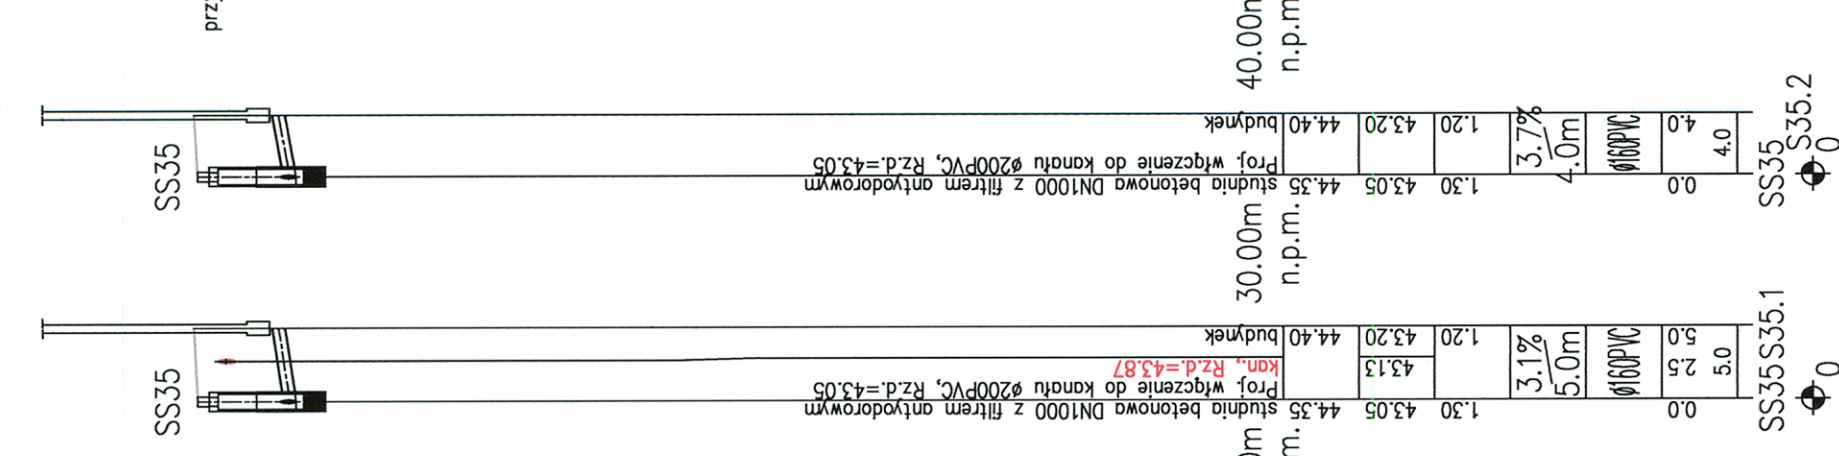 przy
40.00m
n.p.m.
SS35
budynek 44.40 43.20 1.20 4.0
Proj. włączenie do kanału ø200PVC, Rz.d.=43.05
studnia betonowa DN1000 z filtrem antyodorowym 44.35 43.05 1.30 0.0
3.7%
4.0m
ø160PVC
4.0
SS35
S35.2
0
30.00m
n.p.m.
SS35
budynek 44.40 43.20 1.20 5.0
kan., Rz.d.=43.87 43.13 2.5
Proj. włączenie do kanału ø200PVC, Rz.d.=43.05
studnia betonowa DN1000 z filtrem antyodorowym 44.35 43.05 1.30 0.0
3.1%
5.0m
ø160PVC
5.0
SS35
S35.1
0